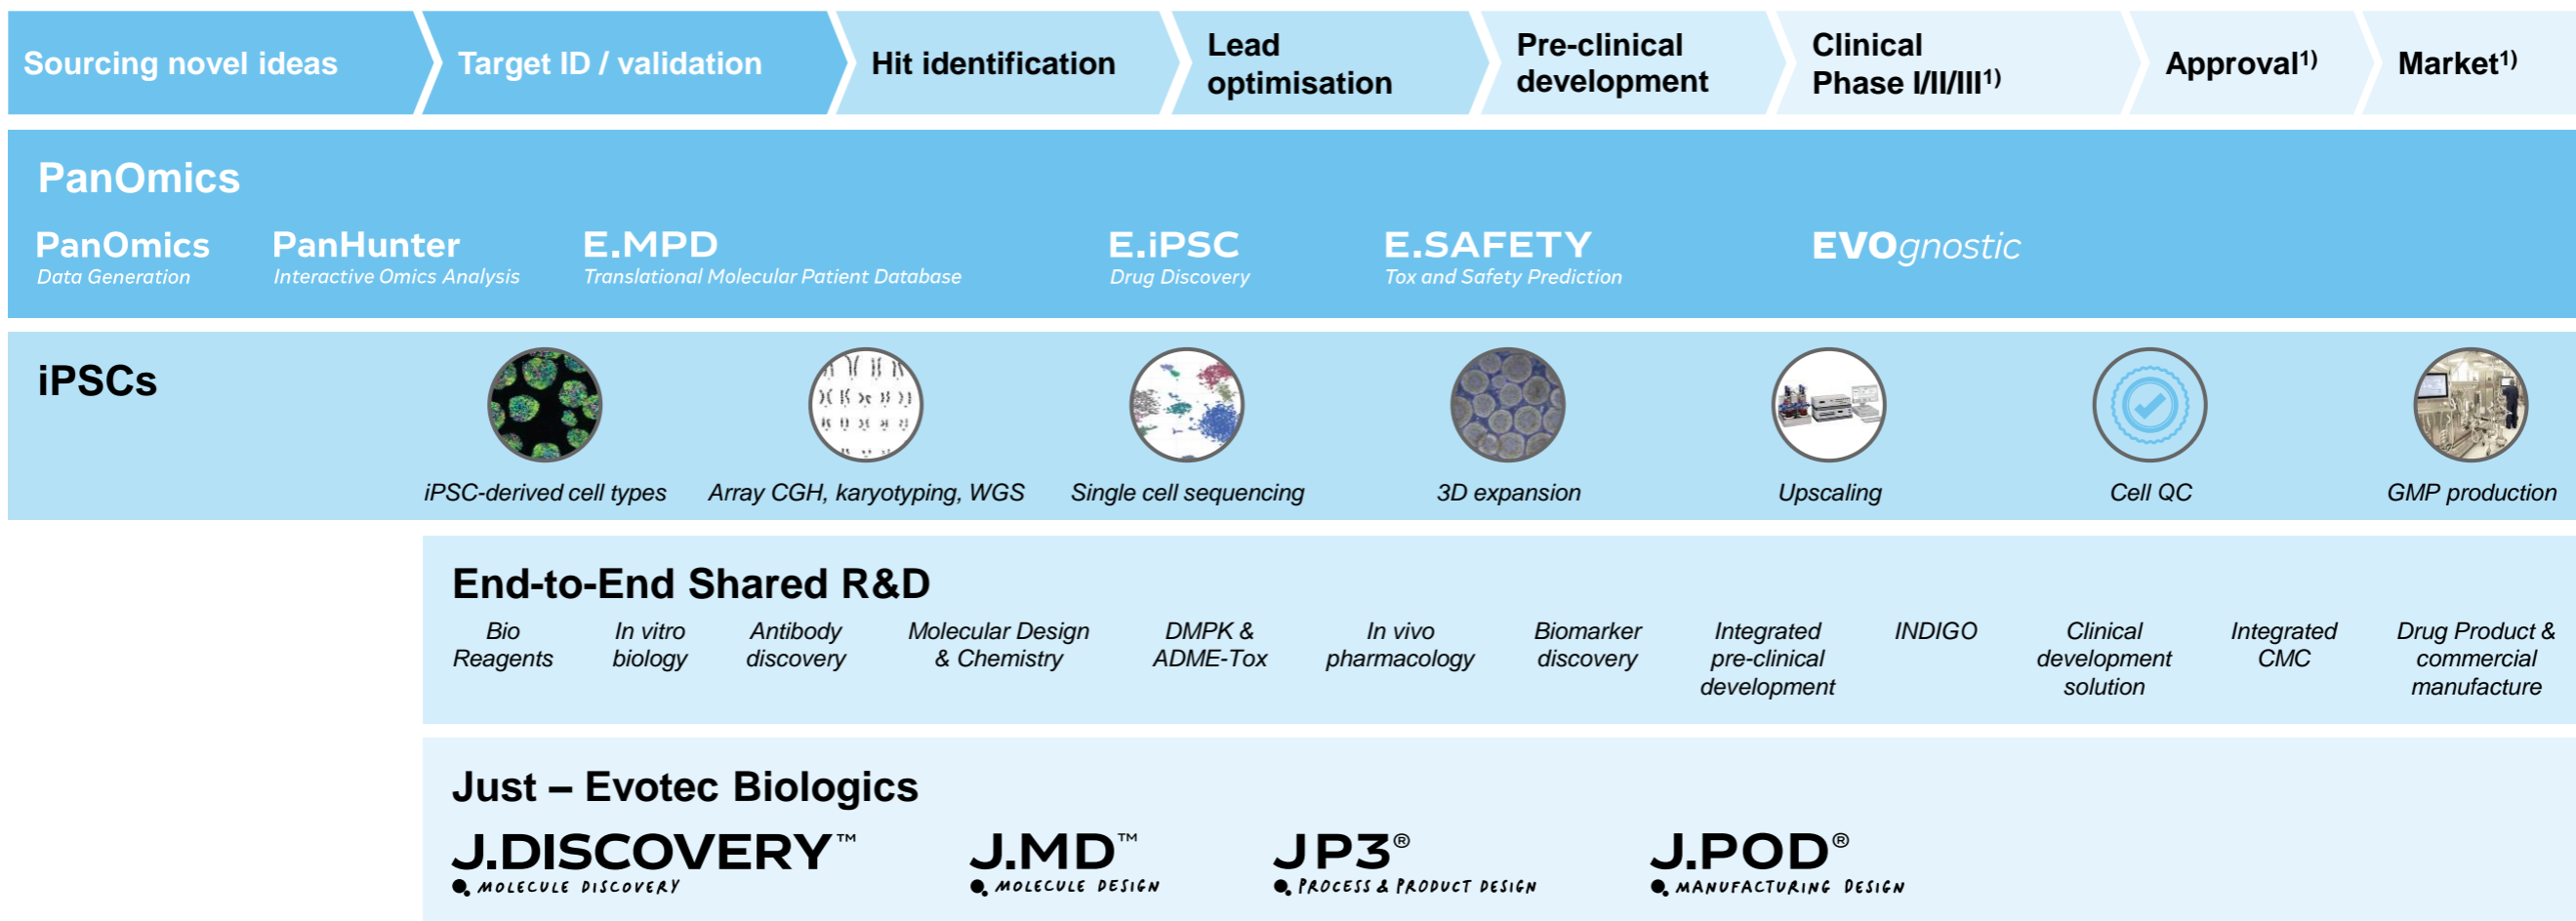 Sourcing novel ideas
Target ID / validation
Hit identification
Lead
optimisation
Pre-clinical
development
Clinical
Phase I/II/III1)
Approval1)
Market1)
PanOmics
PanOmics
Data Generation
PanHunter
Interactive Omics Analysis
E.MPD
Translational Molecular Patient Database
E.iPSC
Drug Discovery
E.SAFETY
Tox and Safety Prediction
EVOgnostic
iPSCs
iPSC-derived cell types
Array CGH, karyotyping, WGS
Single cell sequencing
3D expansion
Upscaling
Cell QC
GMP production
End-to-End Shared R&D
Bio
Reagents
In vitro
biology
Antibody
discovery
Molecular Design
& Chemistry
DMPK &
ADME-Tox
In vivo
pharmacology
Biomarker
discovery
Integrated
pre-clinical
development
INDIGO
Clinical
development
solution
Integrated
CMC
Drug Product &
commercial
manufacture
Just – Evotec Biologics
J.DISCOVERY™
MOLECULE DISCOVERY
J.MD™
MOLECULE DESIGN
JP3®
PROCESS & PRODUCT DESIGN
J.POD®
MANUFACTURING DESIGN